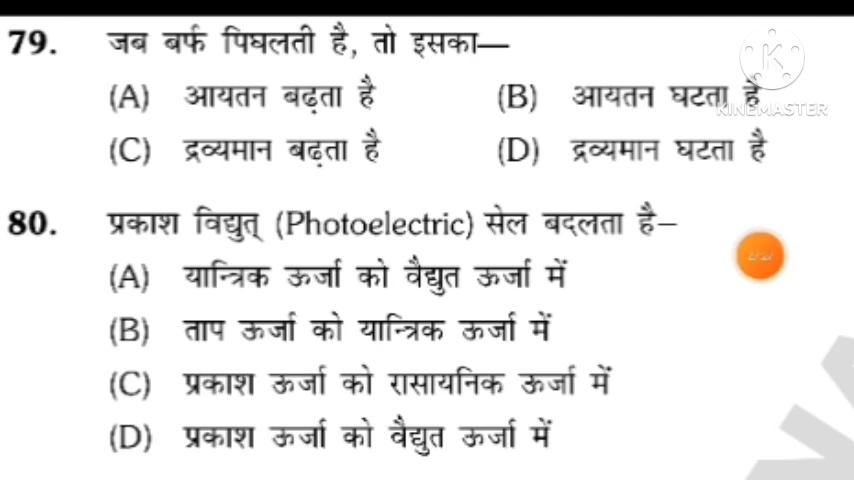 79. जब बर्फ पिघलती है, तो इसका—
(A) आयतन बढ़ता है (B) आयतन घटता है
(C) द्रव्यमान बढ़ता है (D) द्रव्यमान घटता है
80. प्रकाश विद्युत् (Photoelectric) सेल बदलता है–
(A) यान्त्रिक ऊर्जा को वैद्युत ऊर्जा में
(B) ताप ऊर्जा को यान्त्रिक ऊर्जा में
(C) प्रकाश ऊर्जा को रासायनिक ऊर्जा में
(D) प्रकाश ऊर्जा को वैद्युत ऊर्जा में
K
KINEMASTER